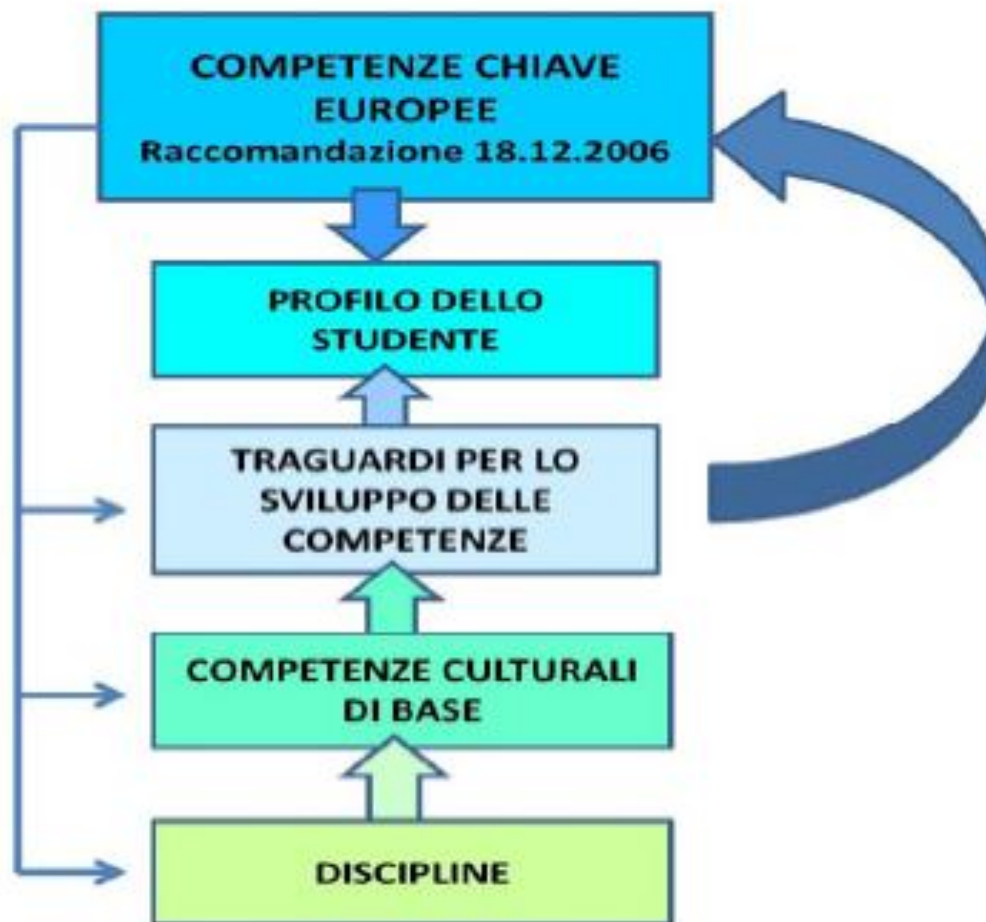 COMPETENZE CHIAVE
EUROPEE
Raccomandazione 18.12.2006
PROFILO DELLO
STUDENTE
TRAGUARDI PER LO
SVILUPPO DELLE
COMPETENZE
COMPETENZE CULTURALI
DI BASE
DISCIPLINE